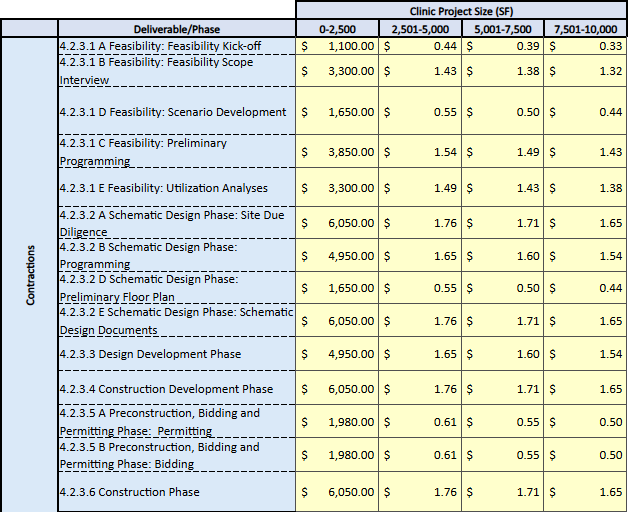 Clinic Project Size (SF)
Deliverable/Phase 0-2,500 2,501-5,000 5,001-7,500 7,501-10,000
Contractions
4.2.3.1 A Feasibility: Feasibility Kick-off $ 1,100.00 $ 0.44 $ 0.39 $ 0.33
4.2.3.1 B Feasibility: Feasibility Scope
Interview $ 3,300.00 $ 1.43 $ 1.38 $ 1.32
4.2.3.1 D Feasibility: Scenario Development $ 1,650.00 $ 0.55 $ 0.50 $ 0.44
4.2.3.1 C Feasibility: Preliminary
Programming $ 3,850.00 $ 1.54 $ 1.49 $ 1.43
4.2.3.1 E Feasibility: Utilization Analyses $ 3,300.00 $ 1.49 $ 1.43 $ 1.38
4.2.3.2 A Schematic Design Phase: Site Due
Diligence $ 6,050.00 $ 1.76 $ 1.71 $ 1.65
4.2.3.2 B Schematic Design Phase:
Programming $ 4,950.00 $ 1.65 $ 1.60 $ 1.54
4.2.3.2 D Schematic Design Phase:
Preliminary Floor Plan $ 1,650.00 $ 0.55 $ 0.50 $ 0.44
4.2.3.2 E Schematic Design Phase: Schematic
Design Documents $ 6,050.00 $ 1.76 $ 1.71 $ 1.65
4.2.3.3 Design Development Phase $ 4,950.00 $ 1.65 $ 1.60 $ 1.54
4.2.3.4 Construction Development Phase $ 6,050.00 $ 1.76 $ 1.71 $ 1.65
4.2.3.5 A Preconstruction, Bidding and
Permitting Phase: Permitting $ 1,980.00 $ 0.61 $ 0.55 $ 0.50
4.2.3.5 B Preconstruction, Bidding and
Permitting Phase: Bidding $ 1,980.00 $ 0.61 $ 0.55 $ 0.50
4.2.3.6 Construction Phase $ 6,050.00 $ 1.76 $ 1.71 $ 1.65